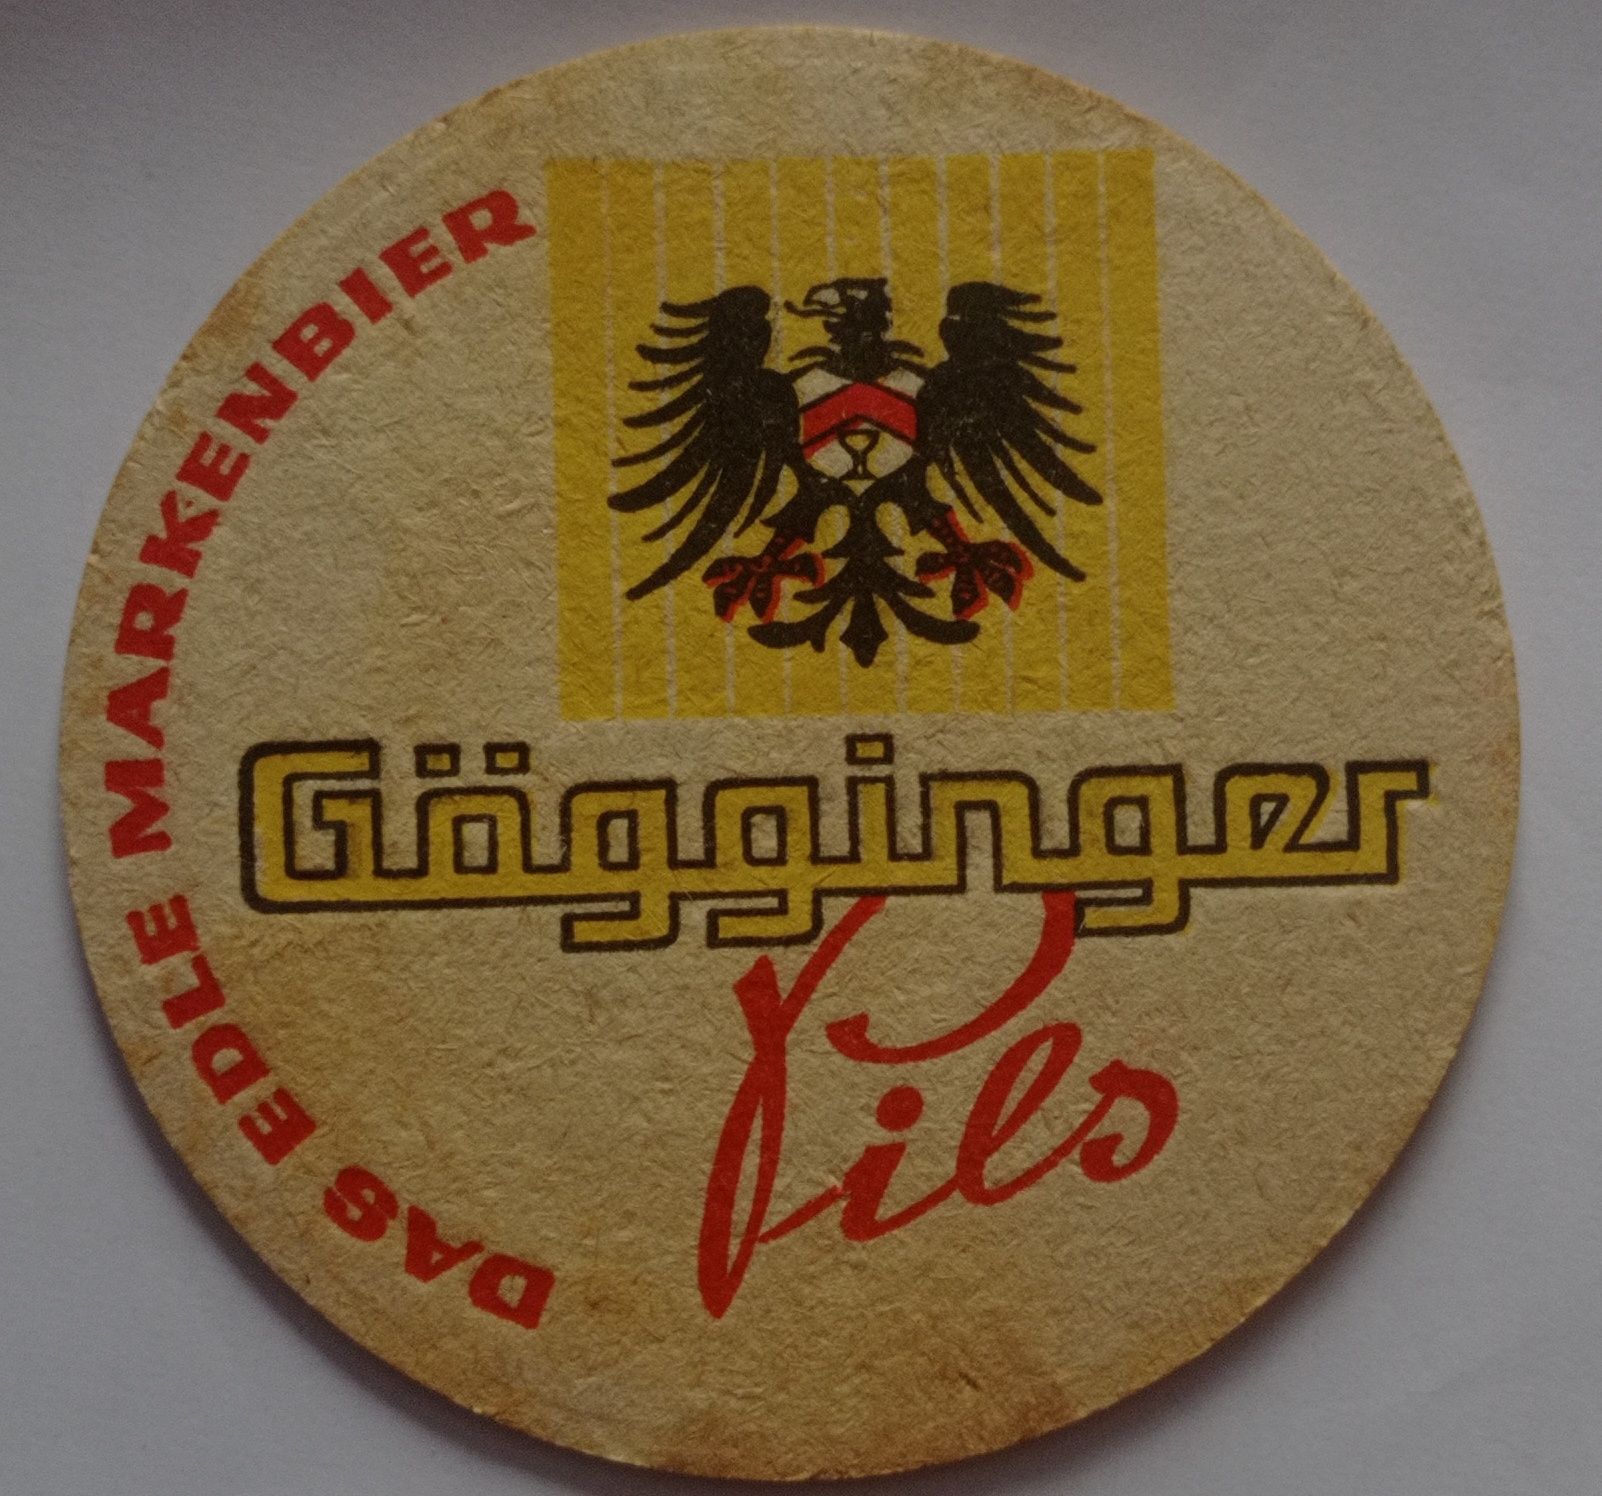 DAS EDLE MARKENBIER
Gögginger
Pils